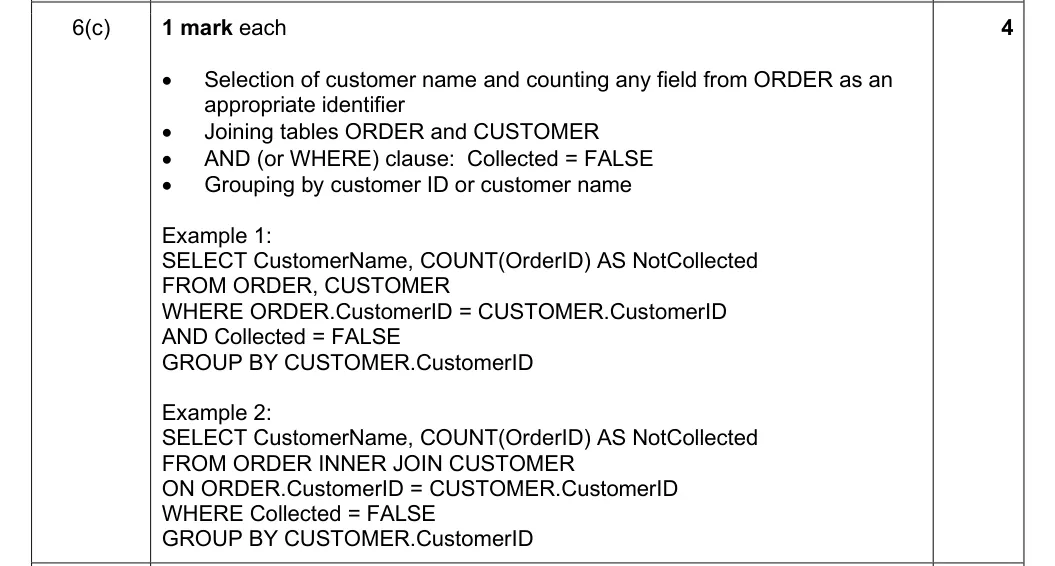 6(c) 1 mark each 4
• Selection of customer name and counting any field from ORDER as an
appropriate identifier
• Joining tables ORDER and CUSTOMER
• AND (or WHERE) clause:  Collected = FALSE
• Grouping by customer ID or customer name
Example 1:
SELECT CustomerName, COUNT(OrderID) AS NotCollected
FROM ORDER, CUSTOMER
WHERE ORDER.CustomerID = CUSTOMER.CustomerID
AND Collected = FALSE
GROUP BY CUSTOMER.CustomerID
Example 2:
SELECT CustomerName, COUNT(OrderID) AS NotCollected
FROM ORDER INNER JOIN CUSTOMER
ON ORDER.CustomerID = CUSTOMER.CustomerID
WHERE Collected = FALSE
GROUP BY CUSTOMER.CustomerID